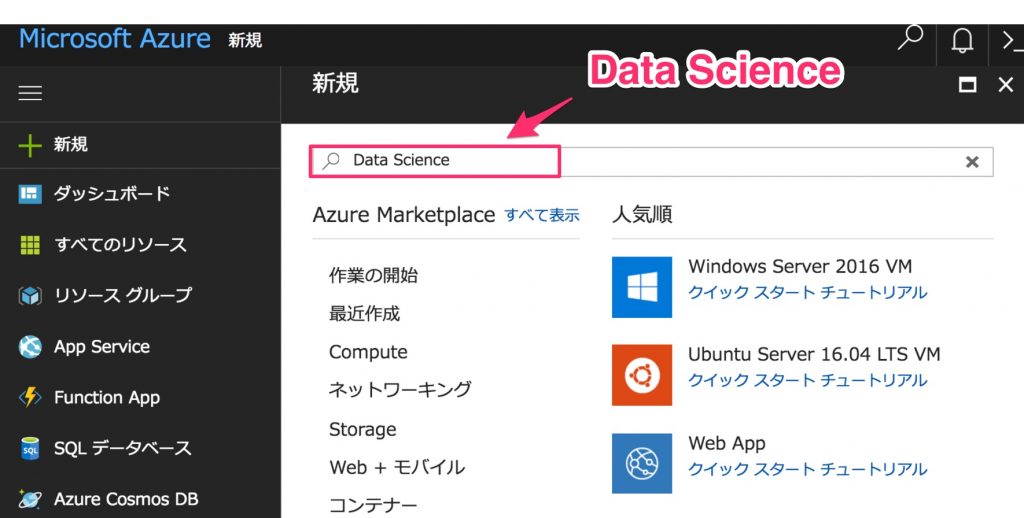 Microsoft Azure 新規
新規
Data Science
新規
ダッシュボード
すべてのリソース
リソース グループ
App Service
Function App
SQL データベース
Azure Cosmos DB
Data Science
Azure Marketplace すべて表示
作業の開始
最近作成
Compute
ネットワーキング
Storage
Web + モバイル
コンテナー
人気順
Windows Server 2016 VM
クイック スタート チュートリアル
Ubuntu Server 16.04 LTS VM
クイック スタート チュートリアル
Web App
クイック スタート チュートリアル